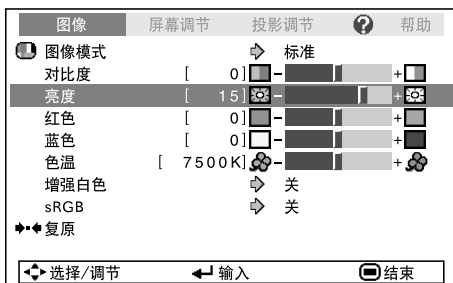 图像 屏幕调节 投影调节 ? 帮助
图像模式 标准
对比度 [ 0] - +
亮度 [ 15] - +
红色 [ 0] - +
蓝色 [ 0] - +
色温 [ 7500K] - +
增强白色 关
sRGB 关
复原
选择/调节 输入 结束